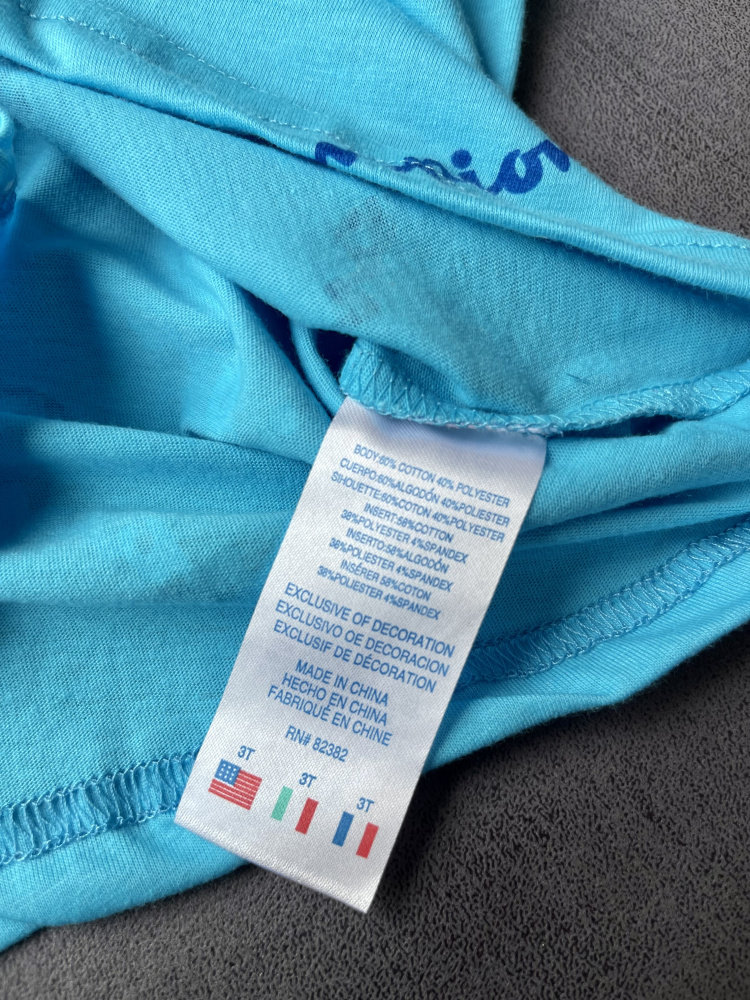 BODY:60% COTTON 40% POLYESTER
CUERPO:60%ALGODÓN 40%POLIESTER
SILHOUETTE:60%COTON 40%POLYESTER
INSERT:58%COTTON
38%POLYESTER 4%SPANDEX
INSERTO:58%ALGODÓN
38%POLIESTER 4%SPANDEX
INSÉRER 58%COTON
38%POLIESTER 4%SPANDEX
EXCLUSIVE OF DECORATION
EXCLUSIVO OE DECORACION
EXCLUSIF DE DÉCORATION
MADE IN CHINA
HECHO EN CHINA
FABRIQUÉ EN CHINE
RN# 82382
3T 3T 3T